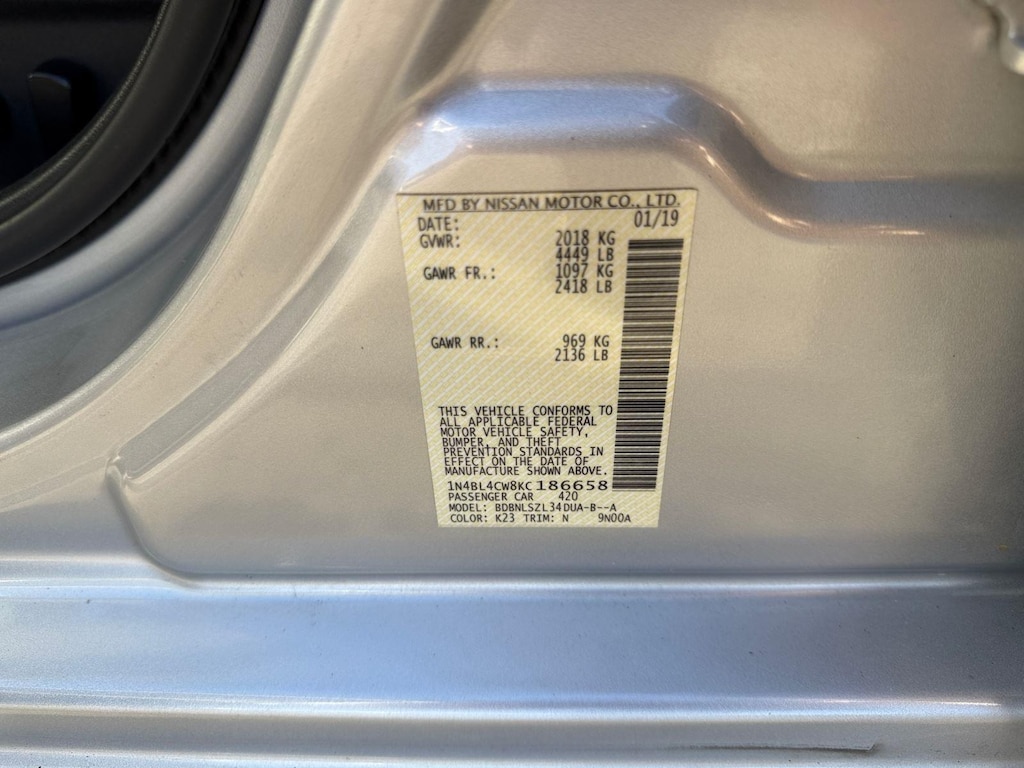 MFD BY NISSAN MOTOR CO., LTD.
DATE: 01/19
GVWR: 2018 KG
4449 LB
GAWR FR.: 1097 KG
2418 LB
GAWR RR.: 969 KG
2136 LB
THIS VEHICLE CONFORMS TO
ALL APPLICABLE FEDERAL
MOTOR VEHICLE SAFETY,
BUMPER, AND THEFT
PREVENTION STANDARDS IN
EFFECT ON THE DATE OF
MANUFACTURE SHOWN ABOVE.
1N4BL4CW8KC186658
PASSENGER CAR 420
MODEL: BDBNLSZL34DUA-B--A
COLOR: K23 TRIM: N 9N00A